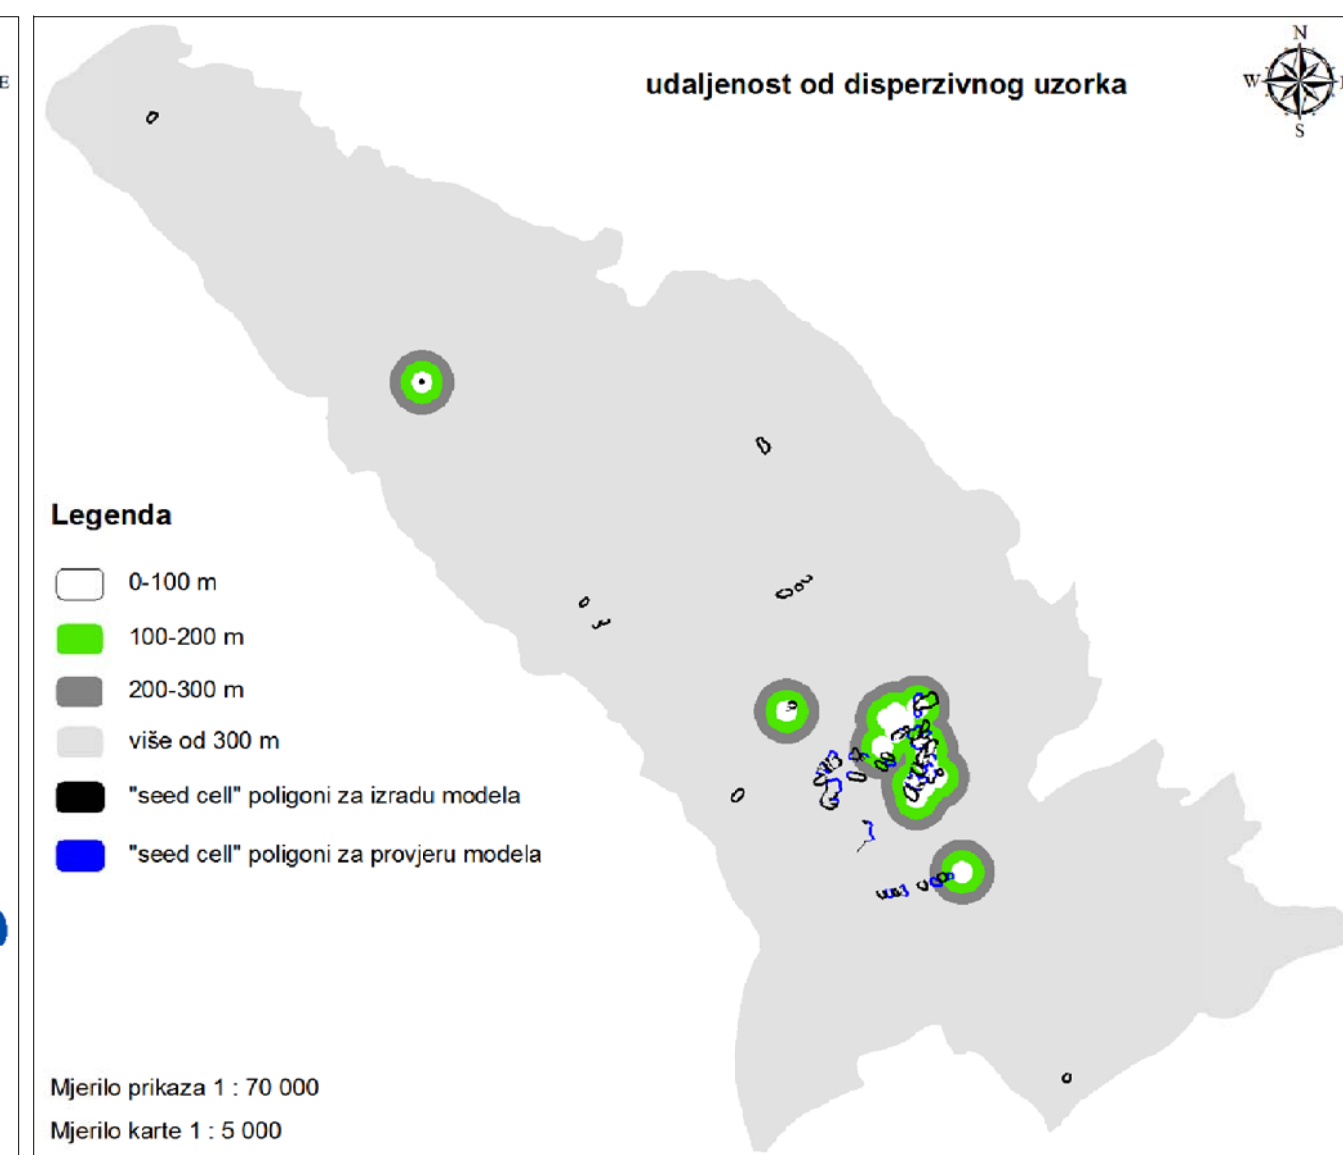 E
udaljenost od disperzivnog uzorka
N
W
S
Legenda
0-100 m
100-200 m
200-300 m
više od 300 m
"seed cell" poligoni za izradu modela
"seed cell" poligoni za provjeru modela
Mjerilo prikaza 1 : 70 000
Mjerilo karte 1 : 5 000